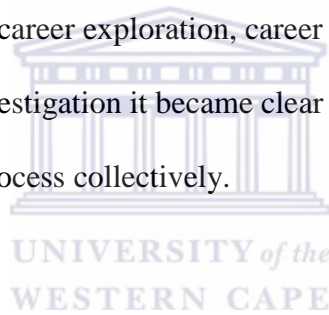 career exploration, career
estigation it became clear
ocess collectively.
UNIVERSITY of the
WESTERN CAPE